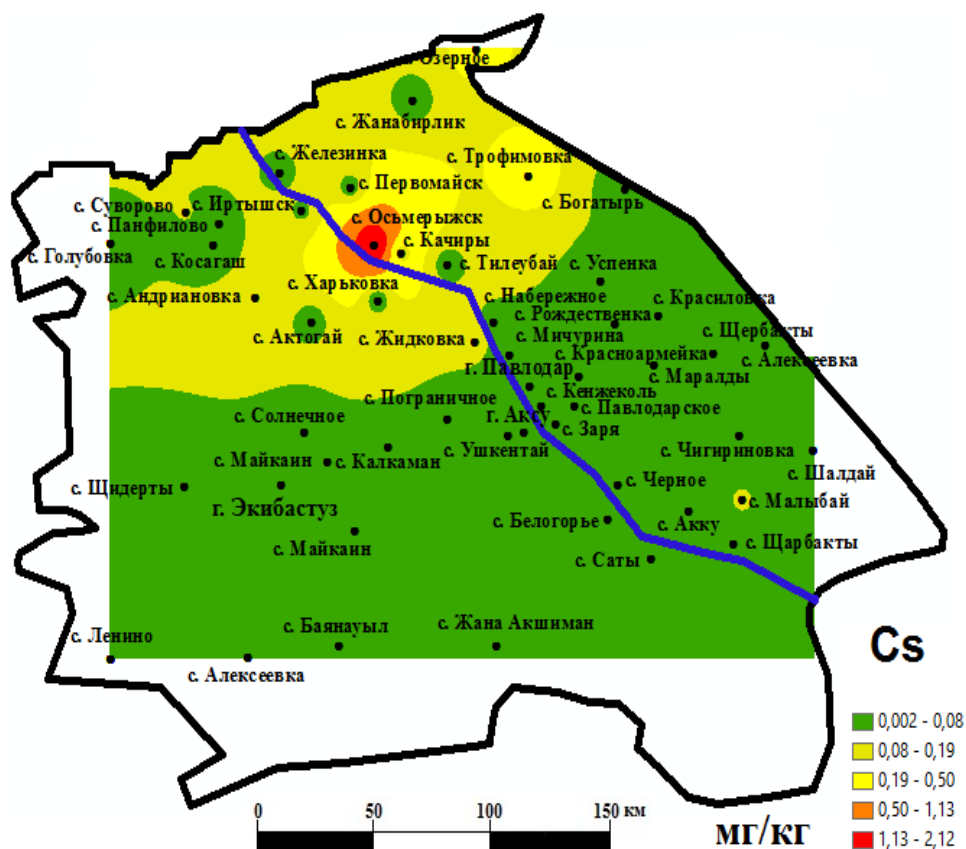 с. Озерное
с. Жанабирлик
с. Железинка
с. Трофимовка
с. Первомайск
с. Суворово
с. Иртышск
с. Богатырь
с. Осьмерыжск
с. Панфилово
с. Качиры
с. Голубовка
с. Косагаш
с. Тилеубай
с. Успенка
с. Харьковка
с. Андриановка
с. Набережное
с. Красиловка
с. Рождественка
с. Актогай
с. Жидковка
с. Мичурина
с. Щербакты
с. Красноармейка
с. Алексеевка
г. Павлодар
с. Маралды
с. Кенжеколь
с. Пограничное
с. Солнечное
г. Аксу
с. Павлодарское
с. Заря
с. Майкаин
с. Калкаман
с. Ушкентай
с. Чигириновка
с. Шалдай
с. Щидерты
с. Черное
с. Малыбай
г. Экибастуз
с. Белогорье
с. Акку
с. Майкаин
с. Щарбакты
с. Саты
с. Ленино
с. Баянауыл
с. Жана Акшиман
с. Алексеевка
Cs
0,002 - 0,08
0,08 - 0,19
0,19 - 0,50
0,50 - 1,13
1,13 - 2,12
0 50 100 150 км
мг/кг